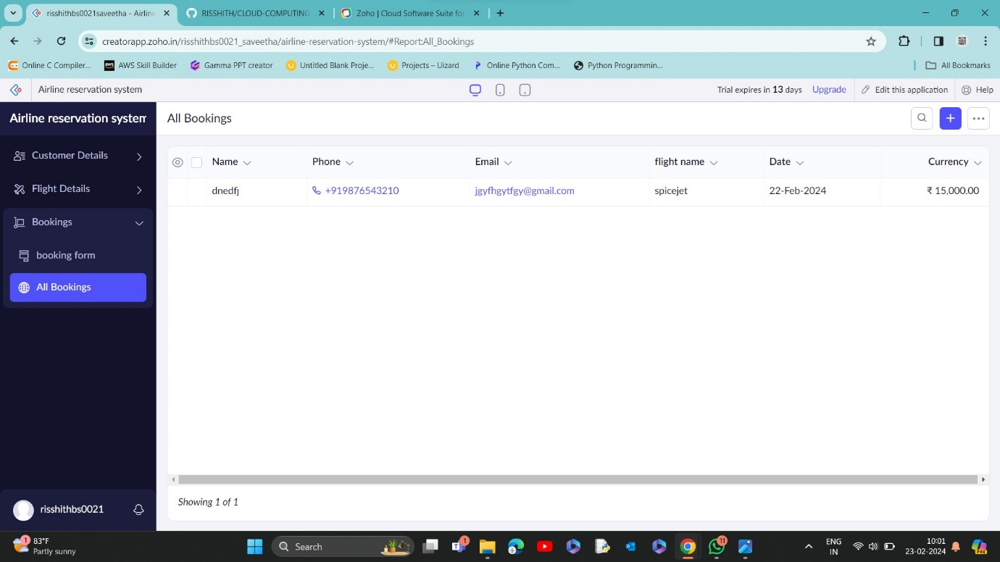 risshithbs0021saveetha - Airline
RISSHITH/CLOUD-COMPUTING
Zoho | Cloud Software Suite for
creatorapp.zoho.in/risshithbs0021_saveetha/airline-reservation-system/#Report:All_Bookings
Online C Compiler...
AWS Skill Builder
Gamma PPT creator
Untitled Blank Proje...
Projects – Uizard
Online Python Com...
Python Programmin...
All Bookmarks
Airline reservation system
Trial expires in 13 days
Upgrade
Edit this application
Help
Airline reservation system
All Bookings
Customer Details
Flight Details
Bookings
booking form
All Bookings
Name
Phone
Email
flight name
Date
Currency
dnedfj
+919876543210
jgyfhgytfgy@gmail.com
spicejet
22-Feb-2024
₹ 15,000.00
Showing 1 of 1
risshithbs0021
1
83°F
Partly sunny
Search
1
11
ENG
IN
10:01
23-02-2024
PRE